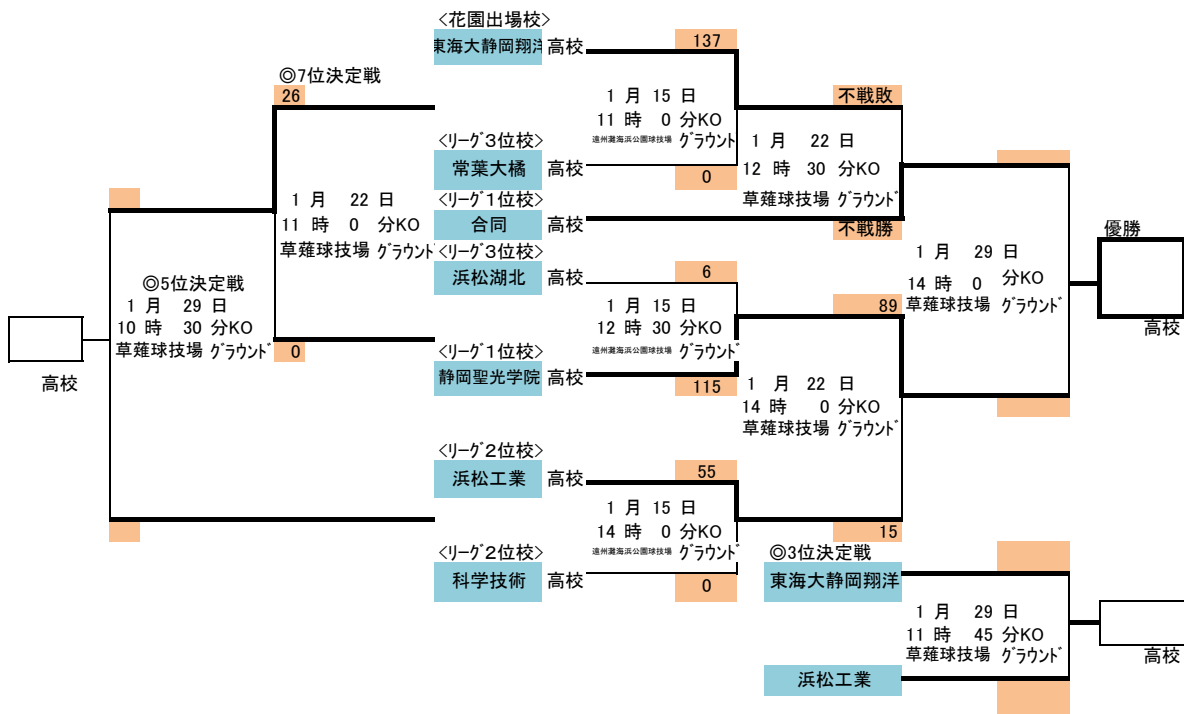 <花園出場校>
東海大静岡翔洋 高校
137
◎7位決定戦
26
1 月 15 日
11 時 0 分KO
遠州灘海浜公園球技場 グラウンド
不戦敗
<リーグ3位校>
常葉大橘 高校
0
1 月 22 日
12 時 30 分KO
草薙球技場 グラウンド
<リーグ1位校>
合同 高校
不戦勝
1 月 22 日
11 時 0 分KO
草薙球技場 グラウンド
<リーグ3位校>
浜松湖北 高校
6
1 月 29 日
14 時 0 分KO
草薙球技場 グラウンド
優勝
高校
◎5位決定戦
1 月 29 日
10 時 30 分KO
草薙球技場 グラウンド
高校
0
1 月 15 日
12 時 30 分KO
遠州灘海浜公園球技場 グラウンド
89
<リーグ1位校>
静岡聖光学院 高校
115
1 月 22 日
14 時 0 分KO
草薙球技場 グラウンド
<リーグ2位校>
浜松工業 高校
55
1 月 15 日
14 時 0 分KO
遠州灘海浜公園球技場 グラウンド
15
<リーグ2位校>
科学技術 高校
0
◎3位決定戦
東海大静岡翔洋
1 月 29 日
11 時 45 分KO
草薙球技場 グラウンド
高校
浜松工業